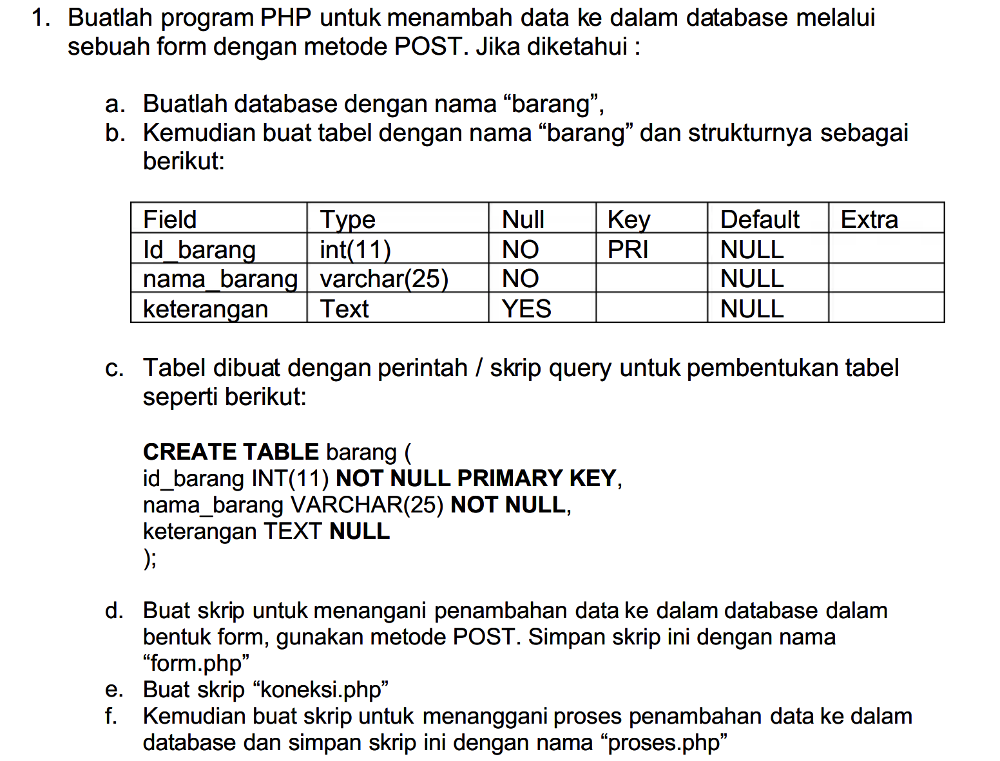 1. Buatlah program PHP untuk menambah data ke dalam database melalui
sebuah form dengan metode POST. Jika diketahui :
a. Buatlah database dengan nama “barang”,
b. Kemudian buat tabel dengan nama “barang” dan strukturnya sebagai
berikut:
Field Type Null Key Default Extra
Id_barang int(11) NO PRI NULL
nama_barang varchar(25) NO NULL
keterangan Text YES NULL
c. Tabel dibuat dengan perintah / skrip query untuk pembentukan tabel
seperti berikut:
CREATE TABLE barang (
id_barang INT(11) NOT NULL PRIMARY KEY,
nama_barang VARCHAR(25) NOT NULL,
keterangan TEXT NULL
);
d. Buat skrip untuk menangani penambahan data ke dalam database dalam
bentuk form, gunakan metode POST. Simpan skrip ini dengan nama
“form.php”
e. Buat skrip “koneksi.php”
f. Kemudian buat skrip untuk menanggani proses penambahan data ke dalam
database dan simpan skrip ini dengan nama “proses.php”